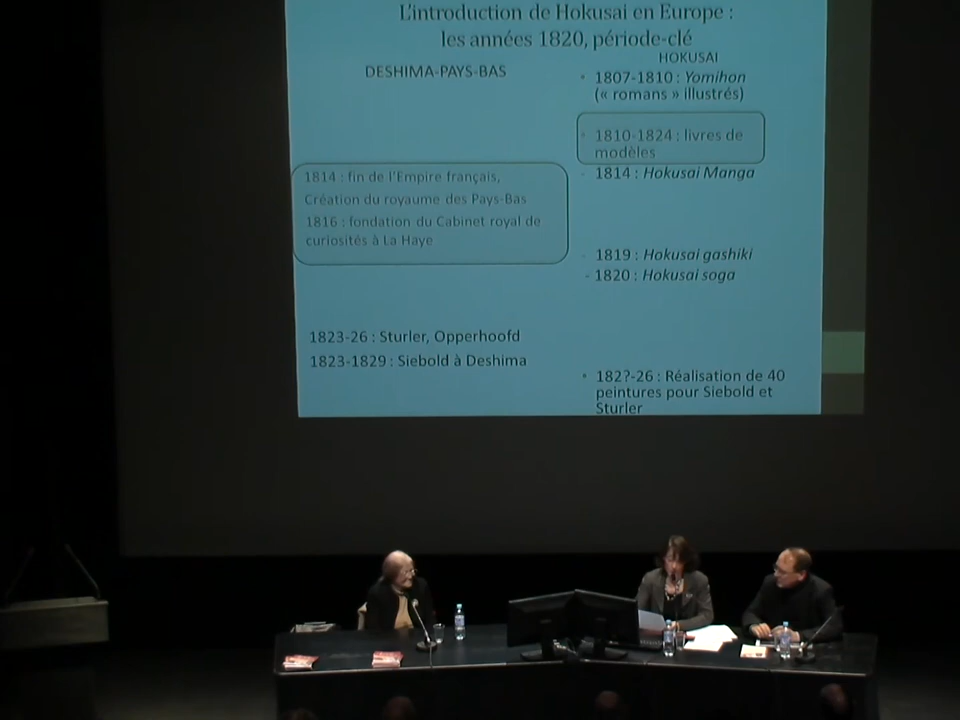 L'introduction de Hokusai en Europe :
les années 1820, période-clé
DESHIMA-PAYS-BAS
1814 : fin de l'Empire français,
Création du royaume des Pays-Bas
1816 : fondation du Cabinet royal de
curiosités à La Haye
1823-26 : Sturler, Opperhoofd
1823-1829 : Siebold à Deshima
HOKUSAI
• 1807-1810 : Yomihon
(« romans » illustrés)
- 1810-1824 : livres de
modèles
- 1814 : Hokusai Manga
- 1819 : Hokusai gashiki
- 1820 : Hokusai soga
• 182?-26 : Réalisation de 40
peintures pour Siebold et
Sturler